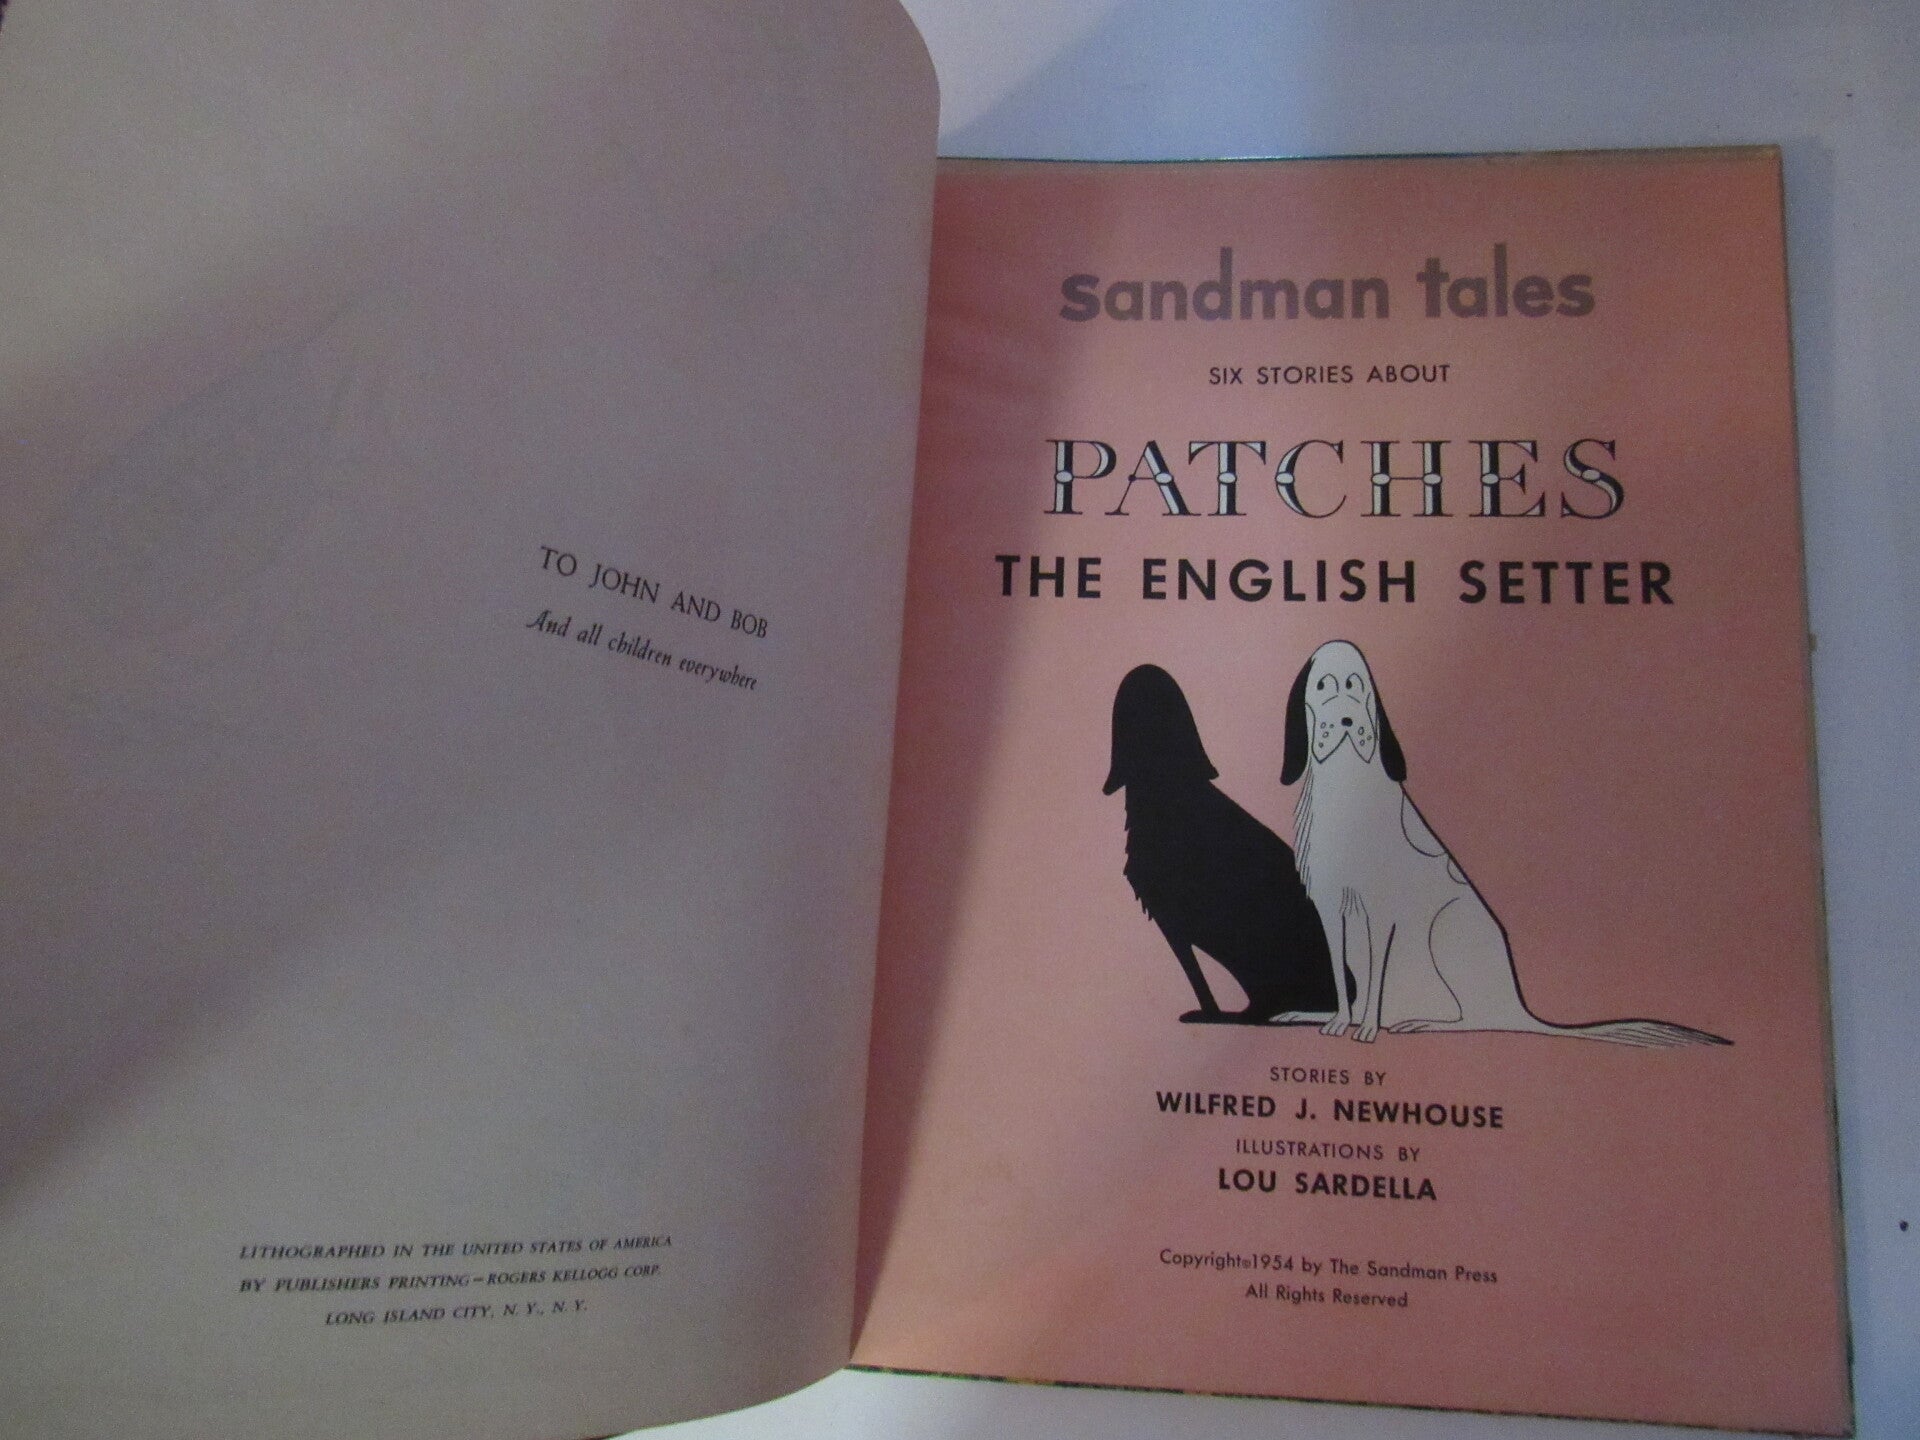 TO JOHN AND BOB
And all children everywhere
LITHOGRAPHED IN THE UNITED STATES OF AMERICA
BY PUBLISHERS PRINTING—ROGERS KELLOGG CORP.
LONG ISLAND CITY, N. Y., N. Y.
sandman tales
SIX STORIES ABOUT
PATCHES
THE ENGLISH SETTER
STORIES BY
WILFRED J. NEWHOUSE
ILLUSTRATIONS BY
LOU SARDELLA
Copyright©1954 by The Sandman Press
All Rights Reserved